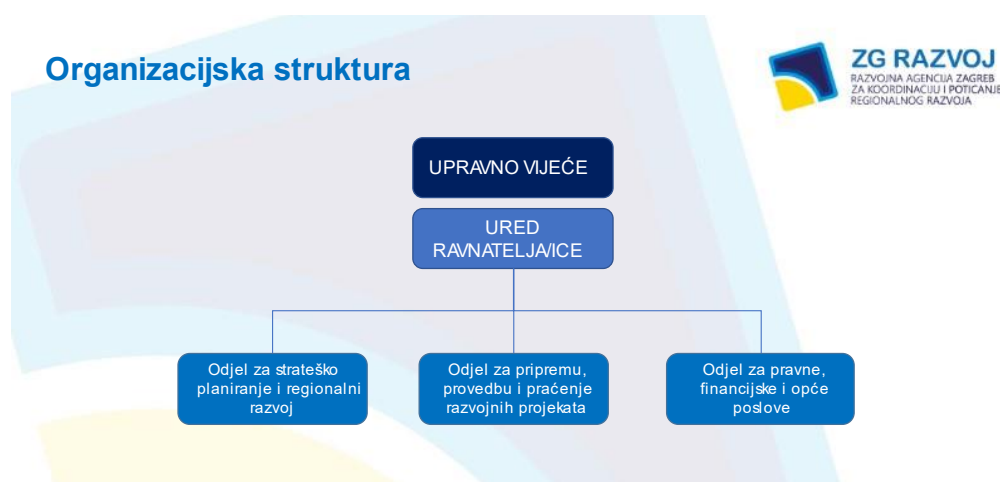 Organizacijska struktura
ZG RAZVOJ
RAZVOJNA AGENCIJA ZAGREB
ZA KOORDINACIJU I POTICANJE
REGIONALNOG RAZVOJA
UPRAVNO VIJEĆE
URED
RAVNATELJA/ICE
Odjel za strateško
planiranje i regionalni
razvoj
Odjel za pripremu,
provedbu i praćenje
razvojnih projekata
Odjel za pravne,
financijske i opće
poslove